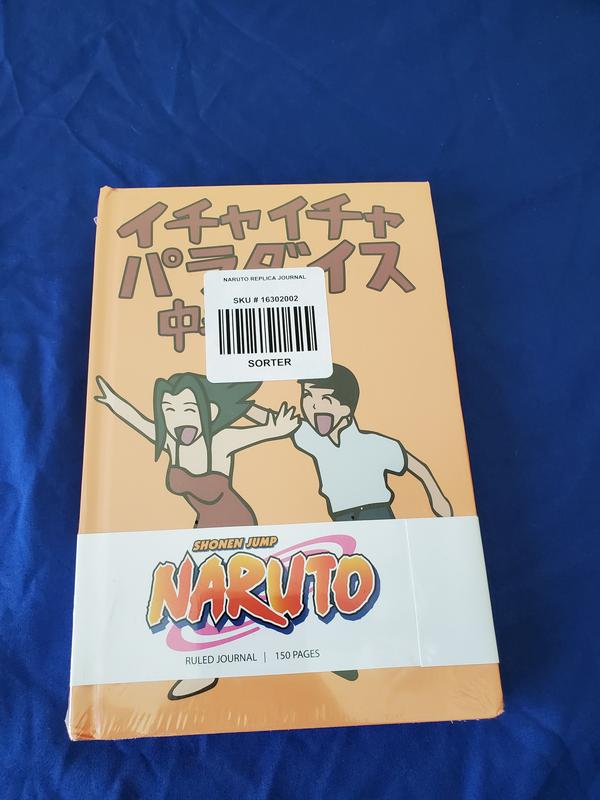 イチャイチャ
パラダイス
中
NARUTO REPLICA JOURNAL
SKU # 16302002
SORTER
SHONEN JUMP
NARUTO
RULED JOURNAL | 150 PAGES